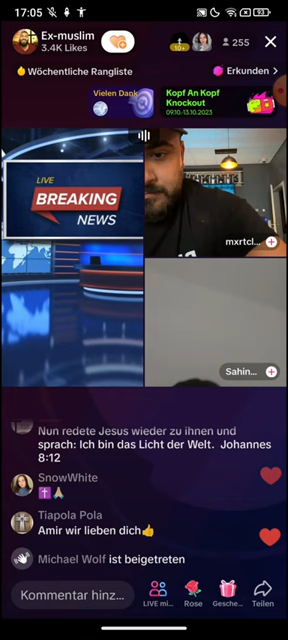 17:05
93
Ex-muslim
3.4K Likes
10+
255
Wöchentliche Rangliste
Erkunden >
Vielen Dank
Kopf An Kopf
Knockout
09.10-13.10.2023
LIVE
BREAKING
NEWS
mxrtcl...
Sahin...
Nun redete Jesus wieder zu ihnen und
sprach: Ich bin das Licht der Welt. Johannes
8:12
SnowWhite
✝️🙏🏼
Tiapola Pola
Amir wir lieben dich👍
Michael Wolf ist beigetreten
Kommentar hinz...
LIVE mi...
Rose
Gesche...
Teilen